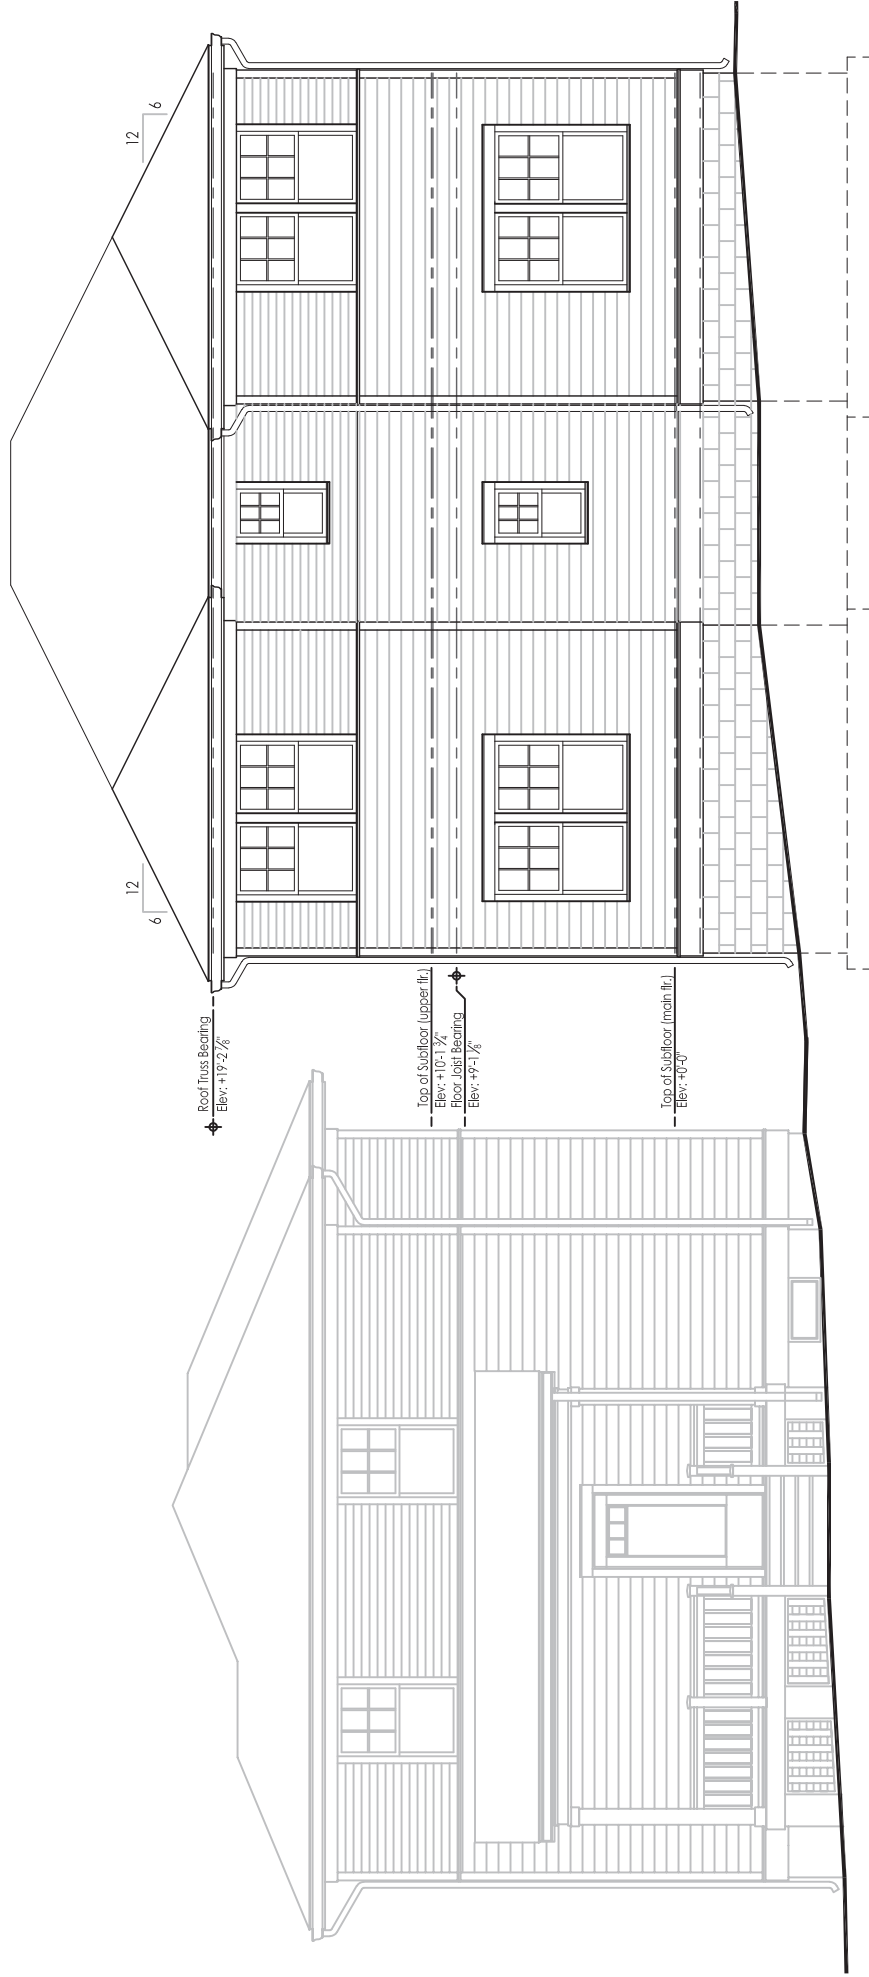 Roof Truss Bearing
Elev: +19'-2 7/8"
Top of Subfloor (upper flr.)
Elev: +10'-1 3/4"
Floor Joist Bearing
Elev: +9'-1 1/8"
Top of Subfloor (main flr.)
Elev: +0'-0"
12
6
12
6